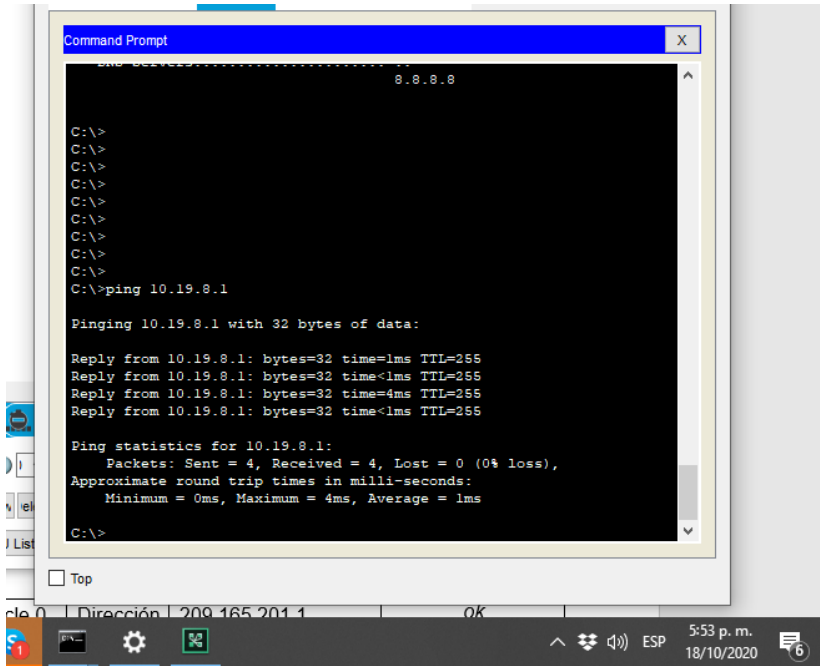 Command Prompt
X
DNS Servers
8.8.8.8
C:\>
C:\>
C:\>
C:\>
C:\>
C:\>
C:\>
C:\>
C:\>
C:\>ping 10.19.8.1
Pinging 10.19.8.1 with 32 bytes of data:
Reply from 10.19.8.1: bytes=32 time=1ms TTL=255
Reply from 10.19.8.1: bytes=32 time<1ms TTL=255
Reply from 10.19.8.1: bytes=32 time=4ms TTL=255
Reply from 10.19.8.1: bytes=32 time<1ms TTL=255
Ping statistics for 10.19.8.1:
Packets: Sent = 4, Received = 4, Lost = 0 (0% loss),
Approximate round trip times in milli-seconds:
Minimum = 0ms, Maximum = 4ms, Average = 1ms
C:\>
List
Top
Dirección 209.165.201.1 ok
1
ESP
5:53 p. m.
18/10/2020
6